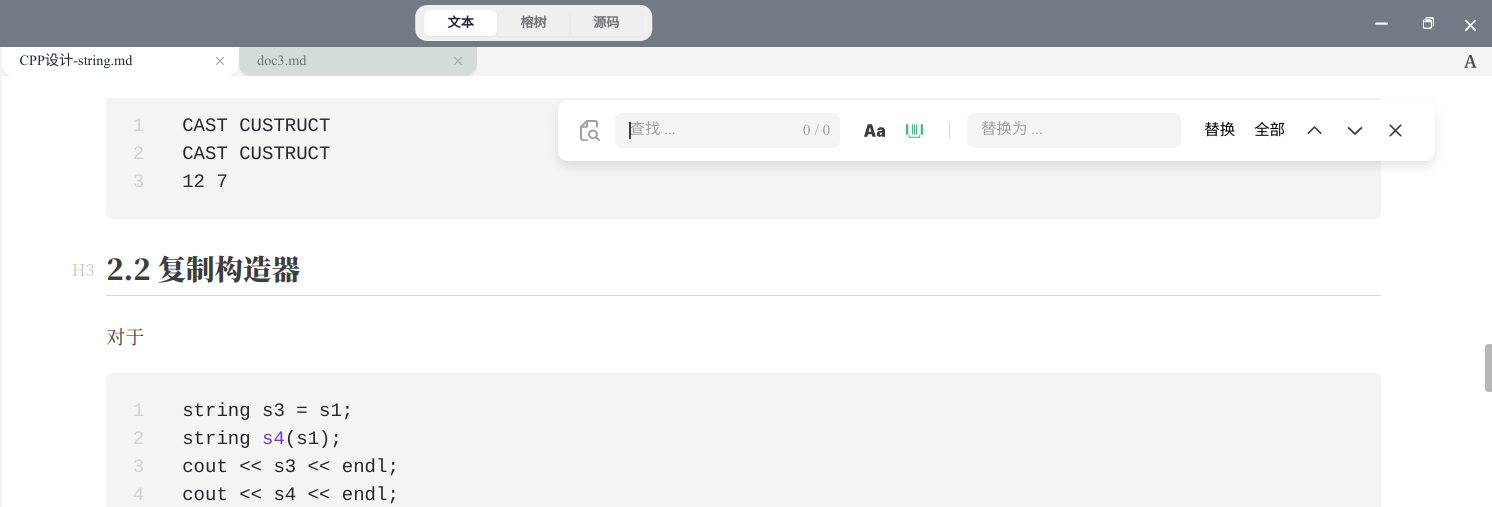 文本 榕树 源码
CPP设计-string.md doc3.md A
查找 ... 0 / 0 Aa 替换为 ... 替换 全部
1 CAST CUSTRUCT
2 CAST CUSTRUCT
3 12 7
H3 2.2 复制构造器
对于
1 string s3 = s1;
2 string s4(s1);
3 cout << s3 << endl;
4 cout << s4 << endl;